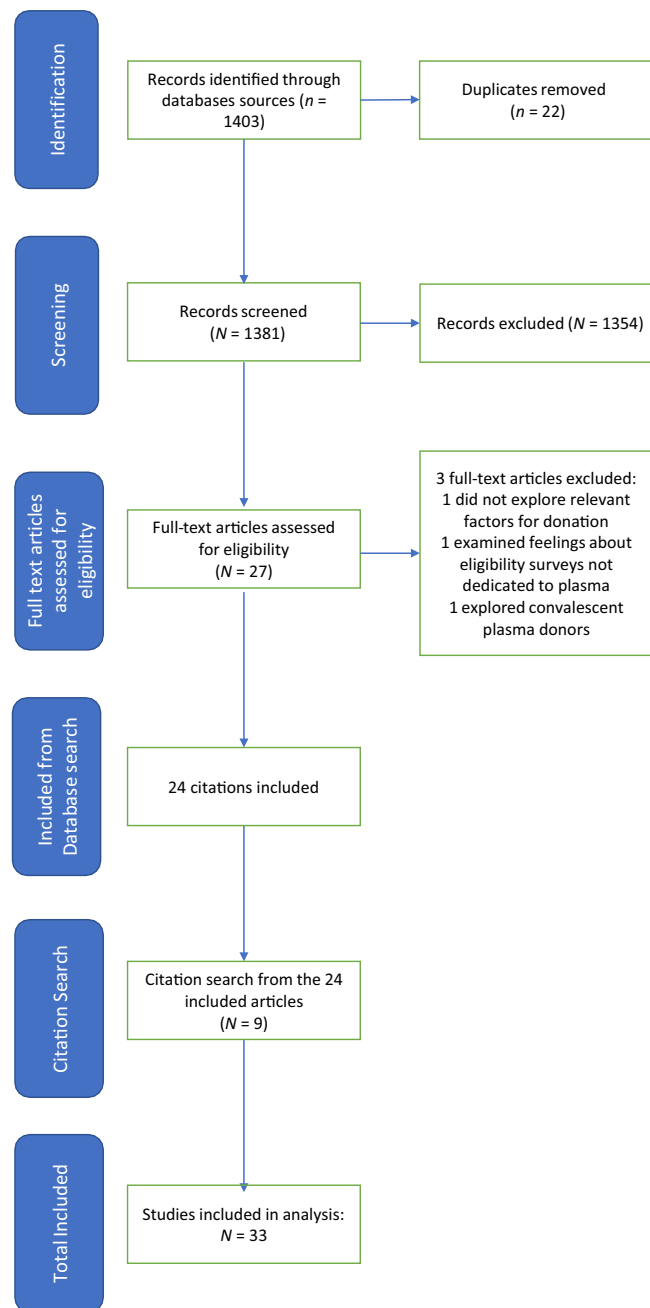 Identification
Records identified through
databases sources (n =
1403)
Duplicates removed
(n = 22)
Screening
Records screened
(N = 1381)
Records excluded (N = 1354)
Full text articles
assessed for
eligibility
Full-text articles assessed
for eligibility
(N = 27)
3 full-text articles excluded:
1 did not explore relevant
factors for donation
1 examined feelings about
eligibility surveys not
dedicated to plasma
1 explored convalescent
plasma donors
Included from
Database search
24 citations included
Citation Search
Citation search from the 24
included articles
(N = 9)
Total Included
Studies included in analysis:
N = 33